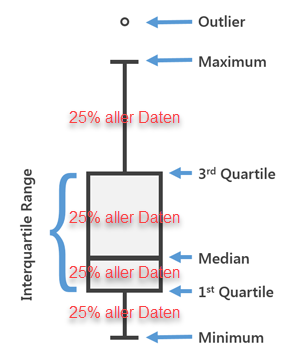 Outlier
Maximum
25% aller Daten
3rd Quartile
Interquartile Range
25% aller Daten
Median
25% aller Daten
1st Quartile
25% aller Daten
Minimum